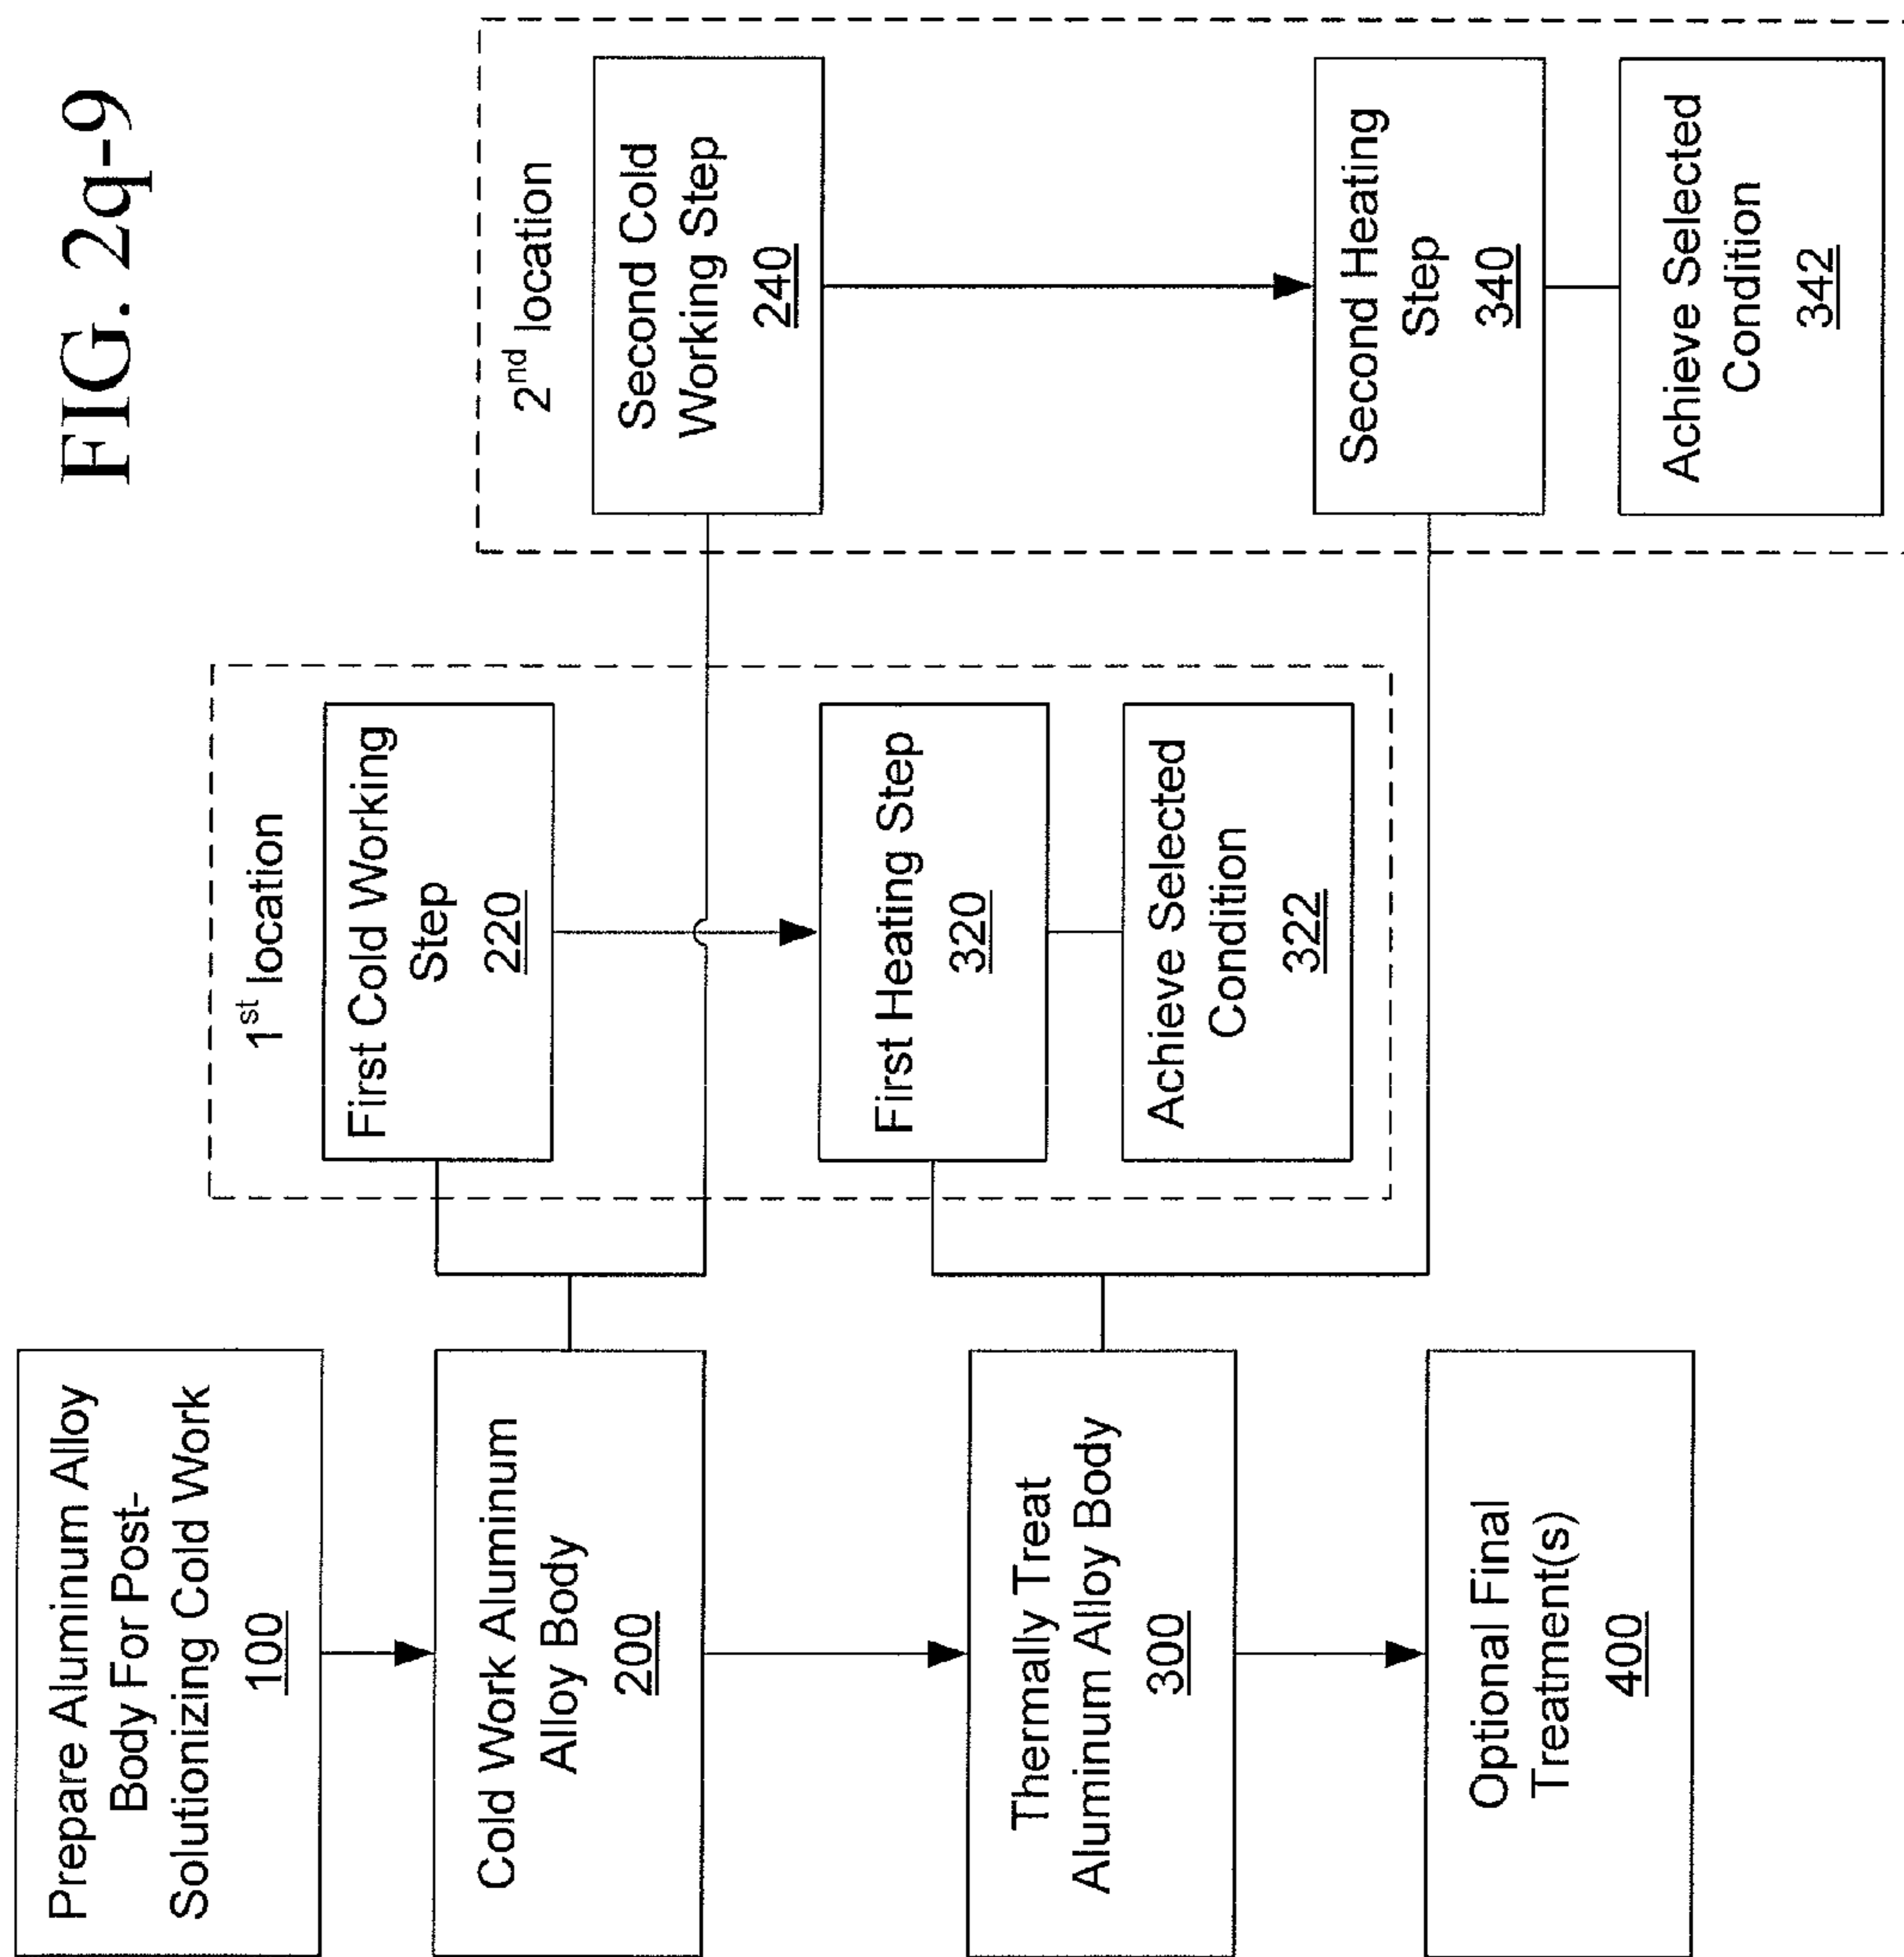 FIG. 2q-9
Prepare Aluminum Alloy
Body For Post-
Solutionizing Cold Work
100
Cold Work Aluminum
Alloy Body
200
Thermally Treat
Aluminum Alloy Body
300
Optional Final
Treatment(s)
400
1st location
First Cold Working
Step
220
First Heating Step
320
Achieve Selected
Condition
322
2nd location
Second Cold
Working Step
240
Second Heating
Step
340
Achieve Selected
Condition
342